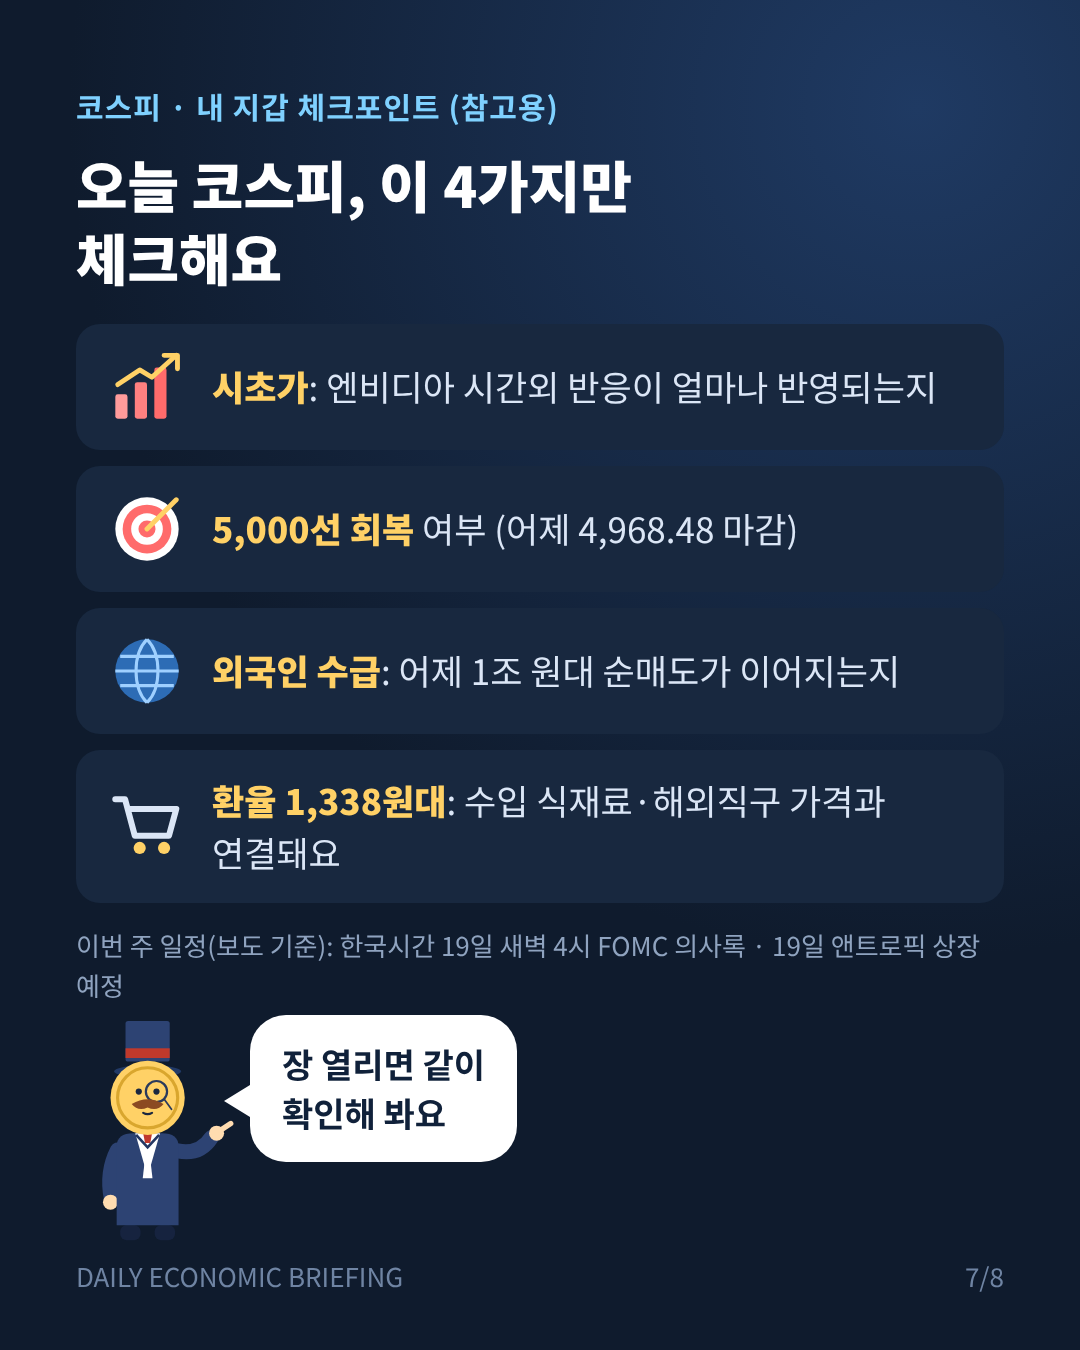 코스피 · 내 지갑 체크포인트 (참고용)
오늘 코스피, 이 4가지만
체크해요
시초가: 엔비디아 시간외 반응이 얼마나 반영되는지
5,000선 회복 여부 (어제 4,968.48 마감)
외국인 수급: 어제 1조 원대 순매도가 이어지는지
환율 1,338원대: 수입 식재료·해외직구 가격과
연결돼요
이번 주 일정(보도 기준): 한국시간 19일 새벽 4시 FOMC 의사록 · 19일 앤트로픽 상장
예정
장 열리면 같이
확인해 봐요
DAILY ECONOMIC BRIEFING
7/8